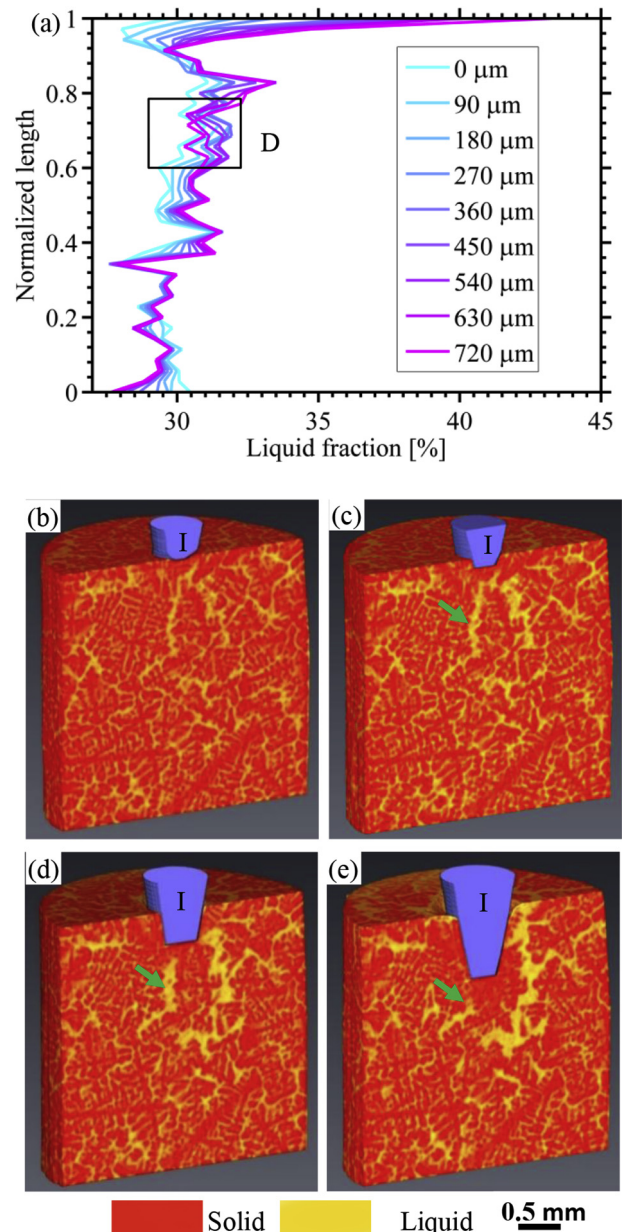 (a)
1
0.8
0.6
0.4
0.2
0
Normalized length
D
0 μm
90 μm
180 μm
270 μm
360 μm
450 μm
540 μm
630 μm
720 μm
30 35 40 45
Liquid fraction [%]
(b) I
(c) I
(d) I
(e) I
Solid Liquid 0.5 mm